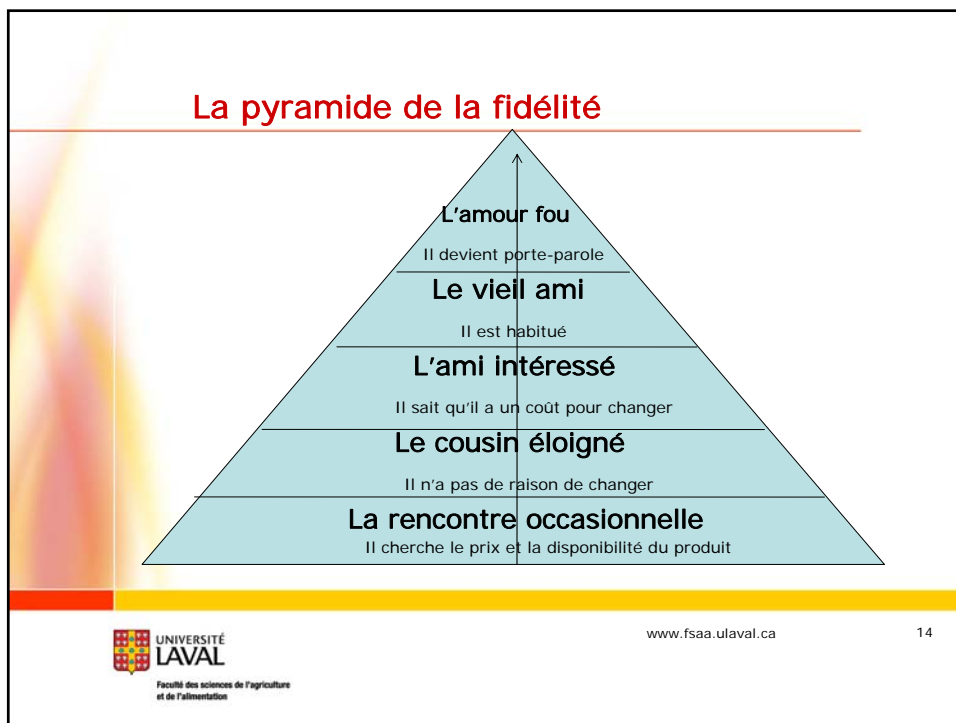 La pyramide de la fidélité
L'amour fou
Il devient porte-parole
Le vieil ami
Il est habitué
L'ami intéressé
Il sait qu'il a un coût pour changer
Le cousin éloigné
Il n'a pas de raison de changer
La rencontre occasionnelle
Il cherche le prix et la disponibilité du produit
www.fsaa.ulaval.ca
14
UNIVERSITÉ
LAVAL
Faculté des sciences de l'agriculture
et de l'alimentation